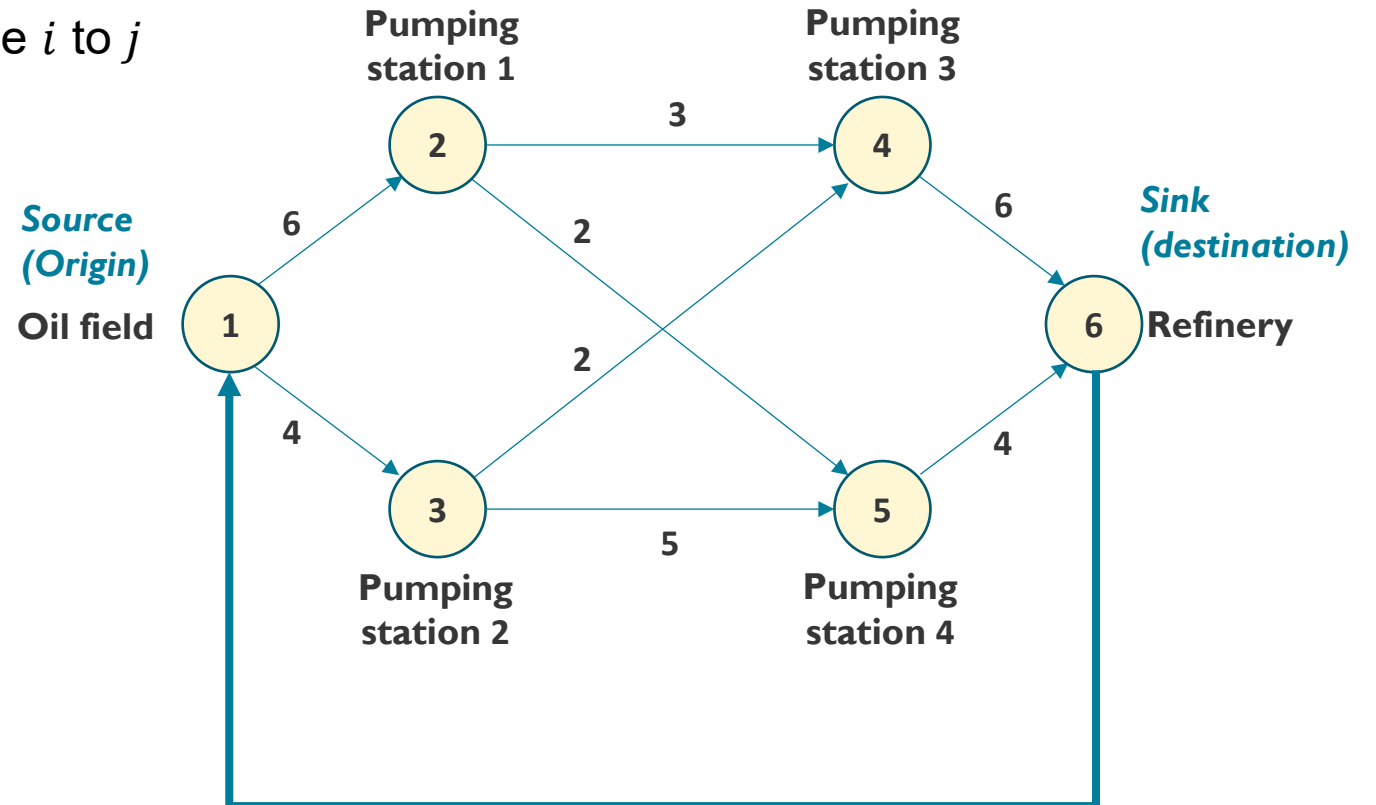 e i to j
Pumping
station 1
Pumping
station 3
3
2
4
Source
(Origin)
Sink
(destination)
6
2
6
Oil field
1
6
Refinery
2
4
4
3
5
5
Pumping
station 2
Pumping
station 4